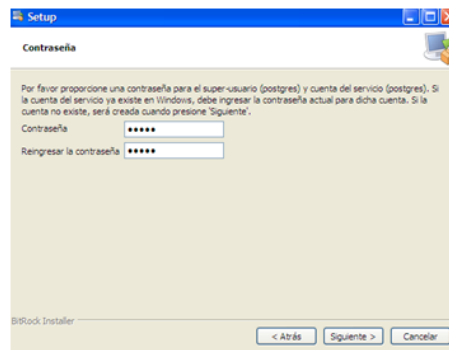 Setup
Contraseña
Por favor proporcione una contraseña para el super-usuario (postgres) y cuenta del servicio (postgres). Si
la cuenta del servicio ya existe en Windows, debe ingresar la contraseña actual para dicha cuenta. Si la
cuenta no existe, será creada cuando presione 'Siguiente'.
Contraseña •••••
Reingresar la contraseña •••••
BitRock Installer
< Atrás Siguiente > Cancelar